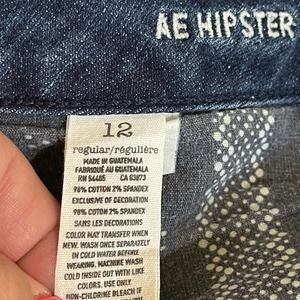 AE HIPSTER
12
regular/régulière
MADE IN GUATEMALA
FABRIQUÉ AU GUATEMALA
RN 54485 CA 03873
98% COTTON 2% SPANDEX
EXCLUSIVE OF DECORATION
98% COTON 2% SPANDEX
SANS LES DECORATIONS
COLOR MAY TRANSFER WHEN
NEW. WASH ONCE SEPARATELY
IN COLD WATER BEFORE
WEARING. MACHINE WASH
COLD INSIDE OUT WITH LIKE
COLORS. USE ONLY
NON-CHLORINE BLEACH IF